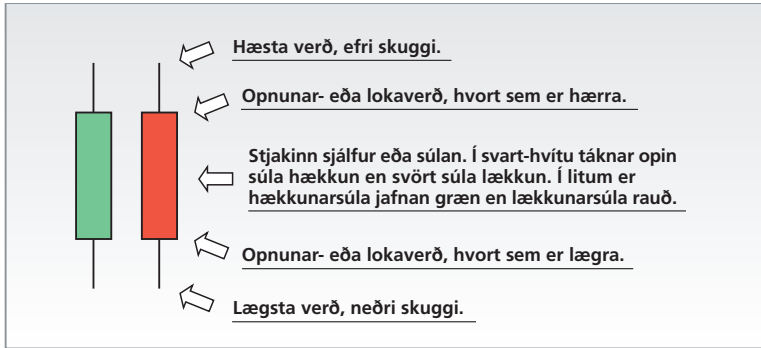 Hæsta verð, efri skuggi.
Opnunar- eða lokaverð, hvort sem er hærra.
Stjakinn sjálfur eða súlan. Í svart-hvítu táknar opin
súla hækkun en svört súla lækkun. Í litum er
hækkunarsúla jafnan græn en lækkunarsúla rauð.
Opnunar- eða lokaverð, hvort sem er lægra.
Lægsta verð, neðri skuggi.